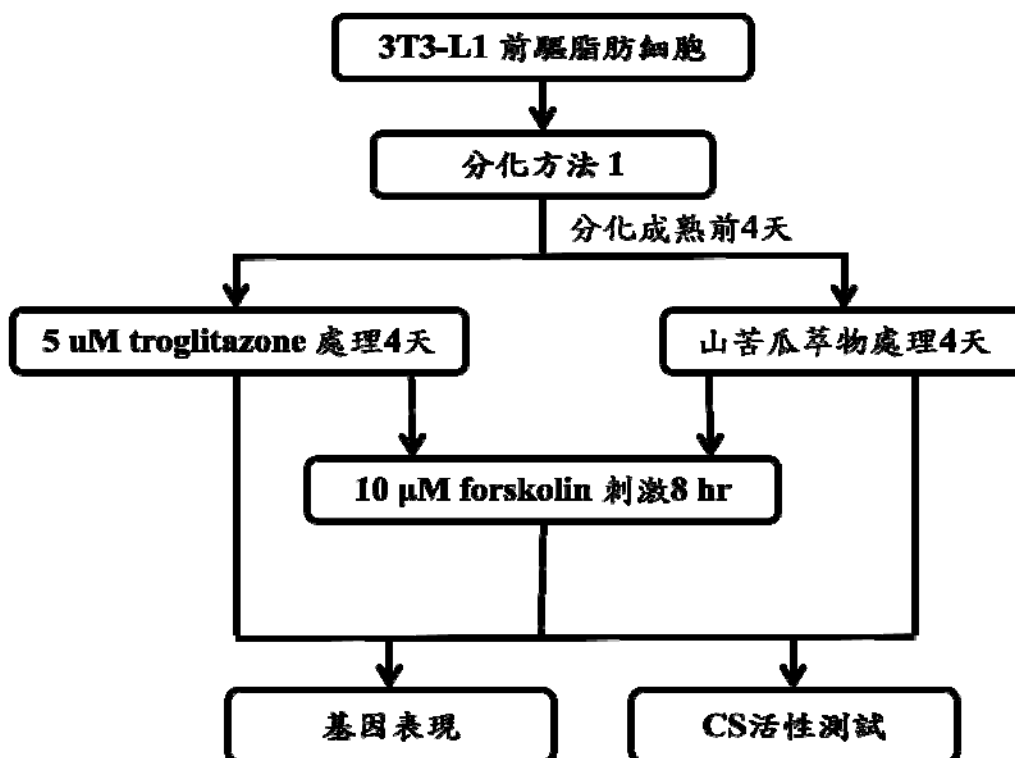 3T3-L1 前驅脂肪細胞
分化方法 1
分化成熟前4天
5 uM troglitazone 處理4天
山苦瓜萃物處理4天
10 μM forskolin 刺激8 hr
基因表現
CS活性測試